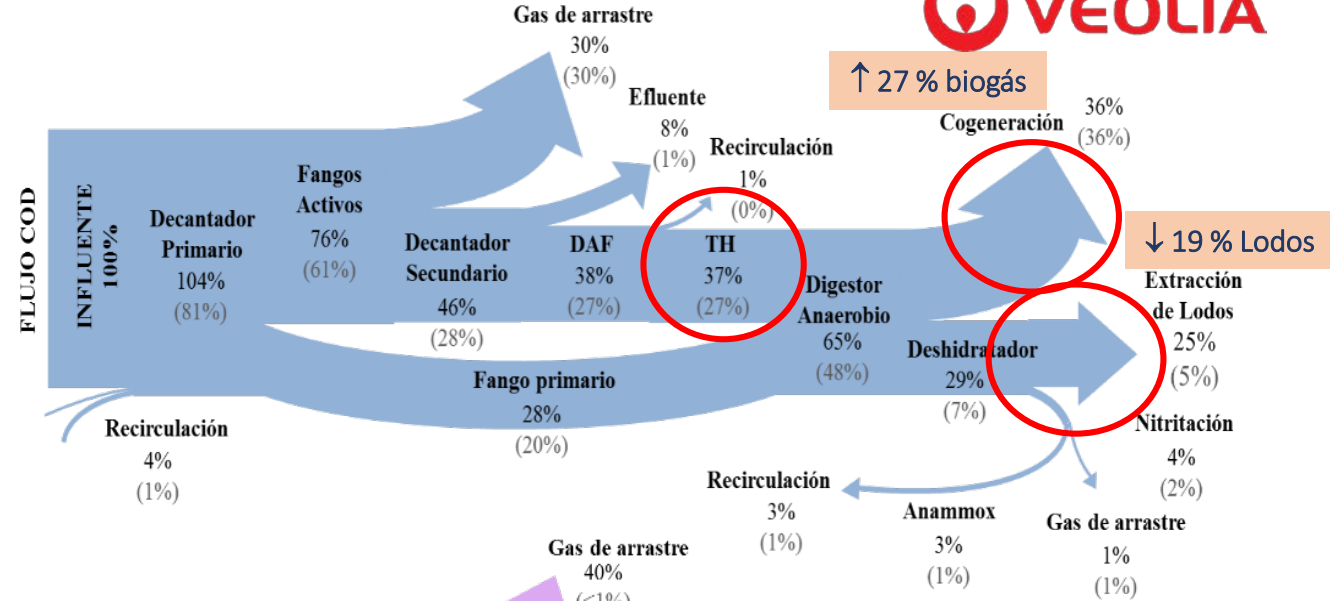 VEOLIA
Gas de arrastre
30%
(30%)
↑ 27 % biogás
Efluente
8%
(1%)
Cogeneración
36%
(36%)
Recirculación
1%
(0%)
FLUJO COD
INFLUENTE
100%
Decantador
Primario
104%
(81%)
Fangos
Activos
76%
(61%)
Decantador
Secundario
46%
(28%)
DAF
38%
(27%)
TH
37%
(27%)
↓ 19 % Lodos
Digestor
Anaerobio
65%
(48%)
Deshidratador
29%
(7%)
Extracción
de Lodos
25%
(5%)
Fango primario
28%
(20%)
Recirculación
4%
(1%)
Nitritación
4%
(2%)
Recirculación
3%
(1%)
Anammox
3%
(1%)
Gas de arrastre
1%
(1%)
Gas de arrastre
40%
(<1%)